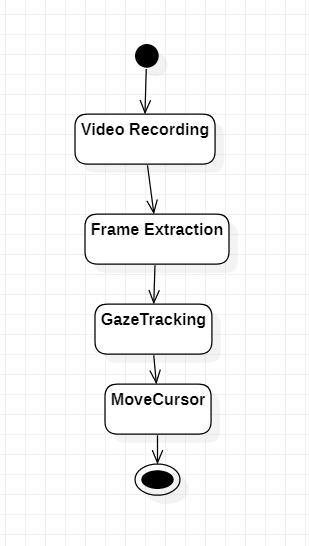 Video Recording
Frame Extraction
GazeTracking
MoveCursor